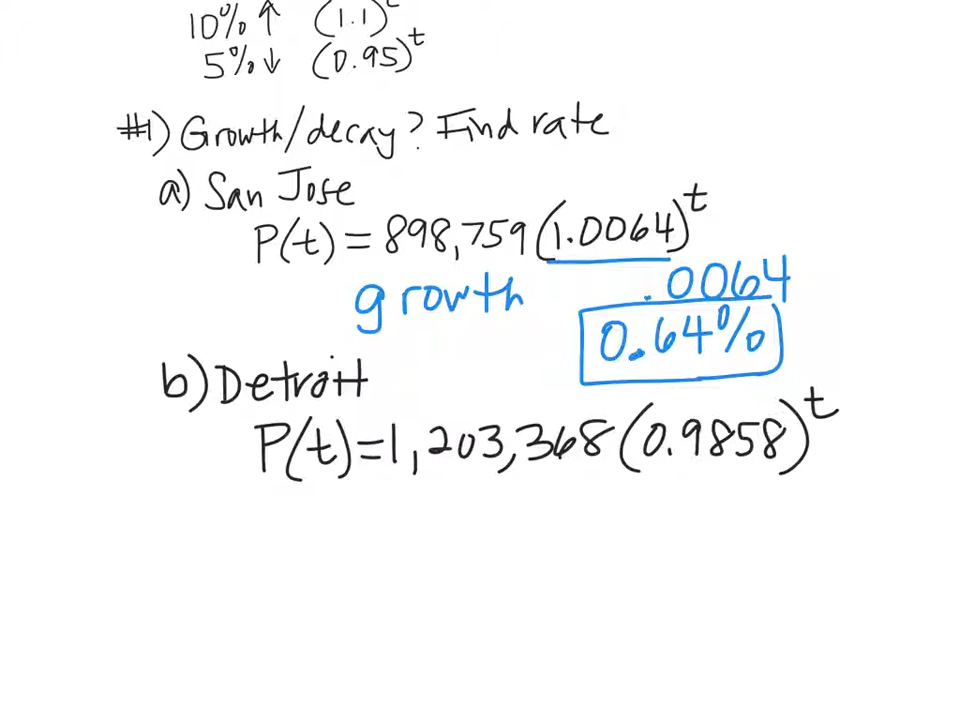 10% ↑ (1.1)^t
5% ↓ (0.95)^t
#1) Growth/decay? Find rate
a) San Jose
P(t) = 898,759(1.0064)^t
growth .0064
0.64%
b) Detroit
P(t)=1,203,368(0.9858)^t